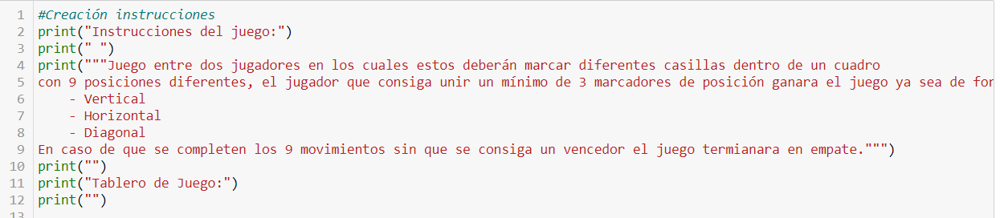 1 #Creación instrucciones
2 print("Instrucciones del juego:")
3 print(" ")
4 print("""Juego entre dos jugadores en los cuales estos deberán marcar diferentes casillas dentro de un cuadro
5 con 9 posiciones diferentes, el jugador que consiga unir un mínimo de 3 marcadores de posición ganara el juego ya sea de for
6     - Vertical
7     - Horizontal
8     - Diagonal
9 En caso de que se completen los 9 movimientos sin que se consiga un vencedor el juego termianara en empate.""")
10 print("")
11 print("Tablero de Juego:")
12 print("")
13